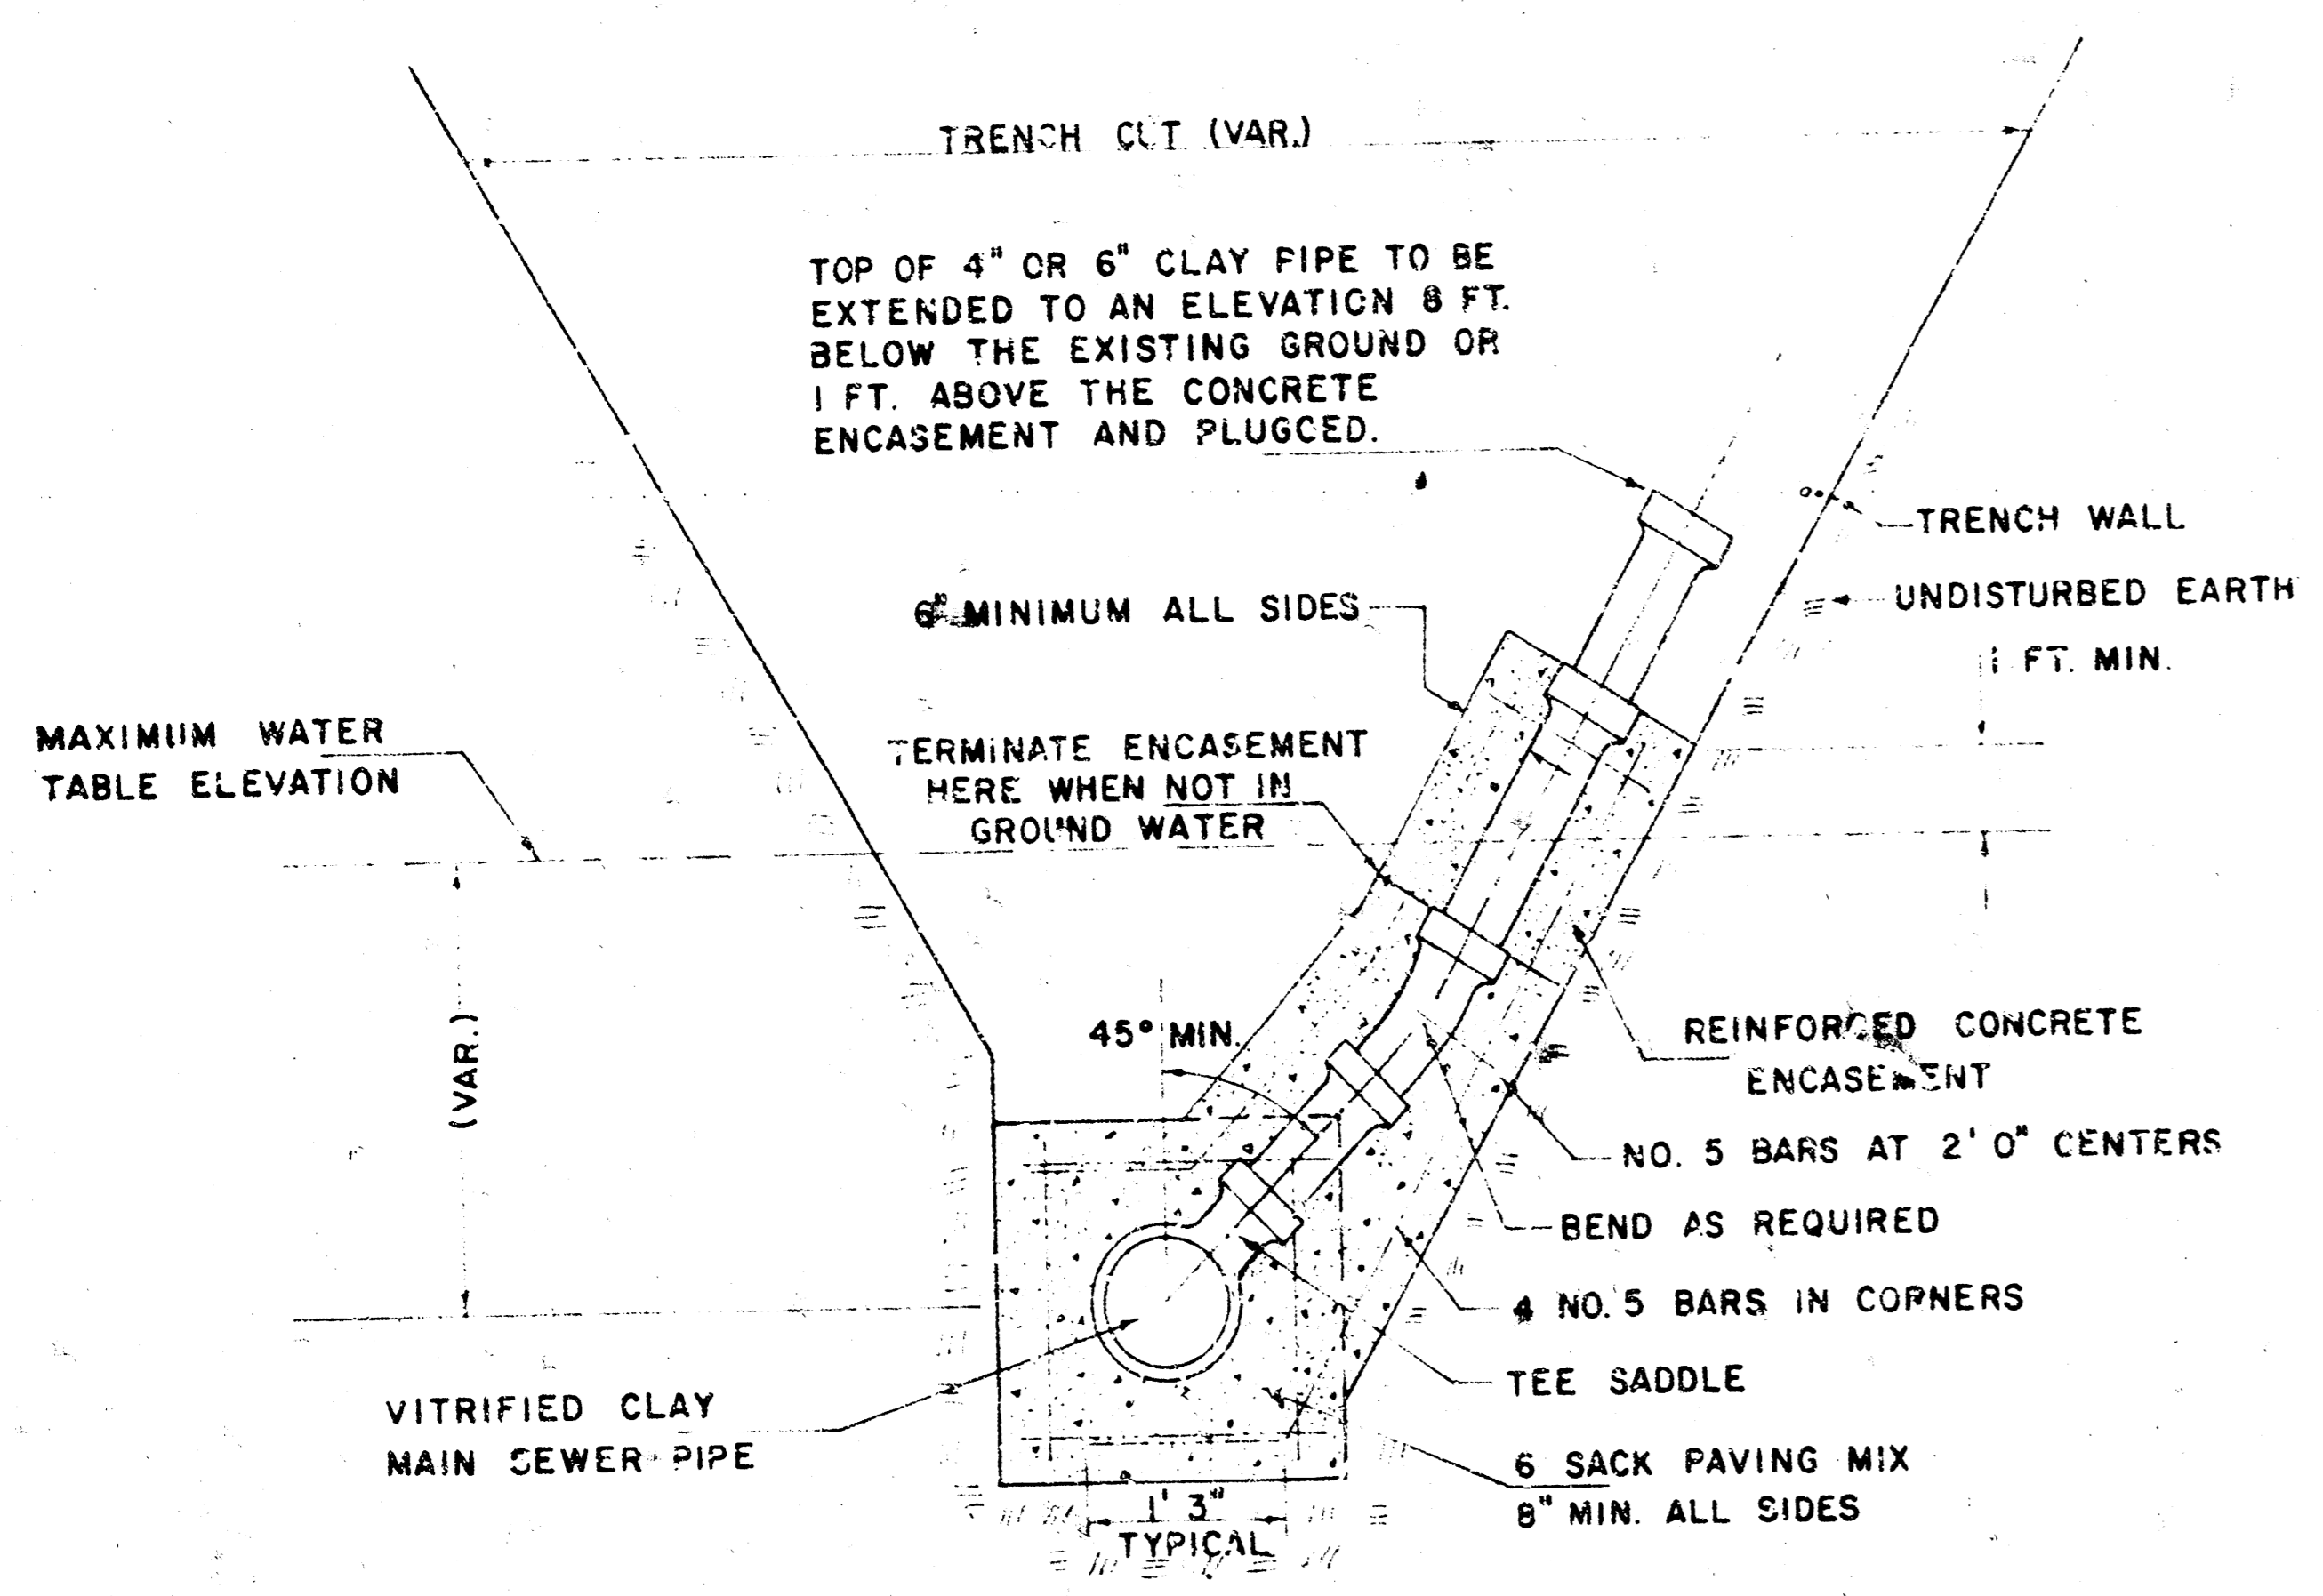 TRENCH CUT (VAR.)
TOP OF 4" OR 6" CLAY PIPE TO BE
EXTENDED TO AN ELEVATION 8 FT.
BELOW THE EXISTING GROUND OR
1 FT. ABOVE THE CONCRETE
ENCASEMENT AND PLUGGED.
TRENCH WALL
UNDISTURBED EARTH
6" MINIMUM ALL SIDES
1 FT. MIN.
MAXIMUM WATER
TABLE ELEVATION
TERMINATE ENCASEMENT
HERE WHEN NOT IN
GROUND WATER
(VAR.)
45° MIN.
REINFORCED CONCRETE
ENCASEMENT
NO. 5 BARS AT 2' 0" CENTERS
BEND AS REQUIRED
4 NO. 5 BARS IN CORNERS
TEE SADDLE
VITRIFIED CLAY
MAIN SEWER PIPE
6 SACK PAVING MIX
8" MIN. ALL SIDES
1' 3"
TYPICAL